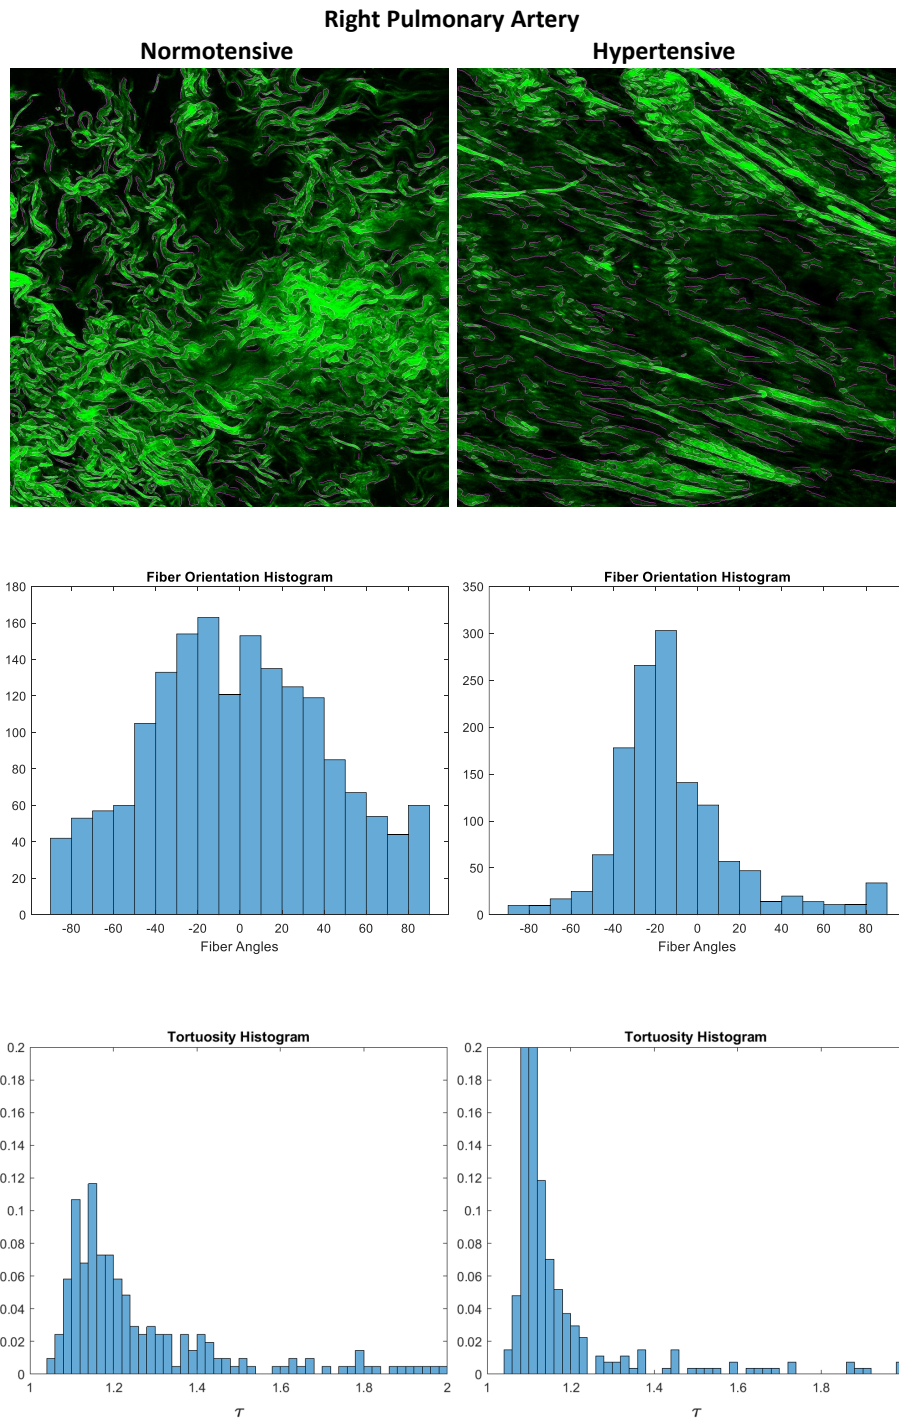 Right Pulmonary Artery
Normotensive Hypertensive
Fiber Orientation Histogram
180
160
140
120
100
80
60
40
20
0
-80 -60 -40 -20 0 20 40 60 80
Fiber Angles
Fiber Orientation Histogram
350
300
250
200
150
100
50
0
-80 -60 -40 -20 0 20 40 60 80
Fiber Angles
Tortuosity Histogram
0.2
0.18
0.16
0.14
0.12
0.1
0.08
0.06
0.04
0.02
0
1 1.2 1.4 1.6 1.8 2
τ
Tortuosity Histogram
0.2
0.18
0.16
0.14
0.12
0.1
0.08
0.06
0.04
0.02
0
1 1.2 1.4 1.6 1.8
τ